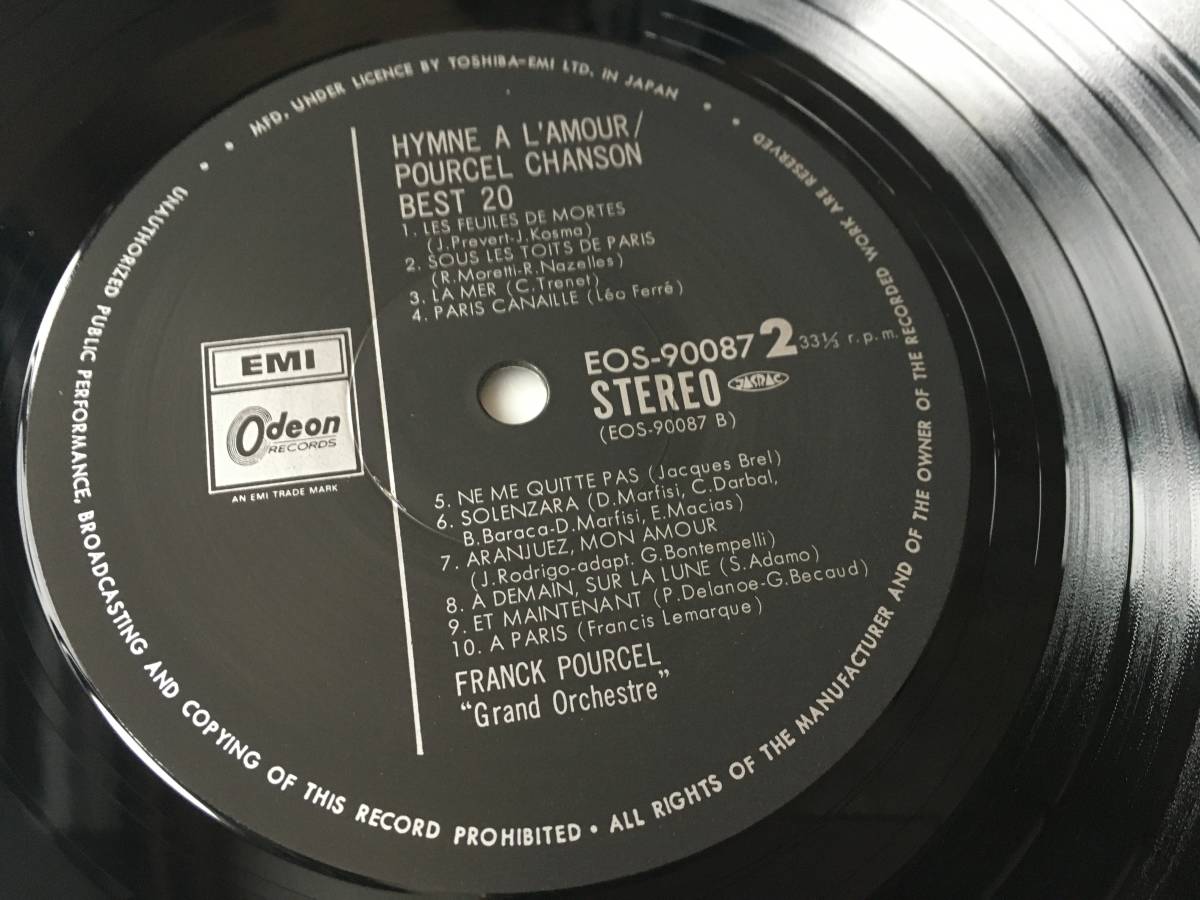 MFD. UNDER LICENCE BY TOSHIBA-EMI LTD. IN JAPAN
HYMNE A L'AMOUR/
POURCEL CHANSON
BEST 20
1. LES FEUILES DE MORTES
(J.Prevert-J.Kosma)
2. SOUS LES TOITS DE PARIS
(R.Moretti-R.Nazelles)
3. LA MER (C.Trenet)
4. PARIS CANAILLE (Léo Ferré)
EMI
Odeon
RECORDS
AN EMI TRADE MARK
EOS-90087 2 33⅓ r.p.m.
STEREO JASRAC
(EOS-90087 B)
5. NE ME QUITTE PAS (Jacques Brel)
6. SOLENZARA (D.Marfisi, C.Darbal,
B.Baraca-D.Marfisi, E.Macias)
7. ARANJUEZ, MON AMOUR
(J.Rodrigo-adapt. G.Bontempelli)
8. A DEMAIN, SUR LA LUNE (S.Adamo)
9. ET MAINTENANT (P.Delanoe-G.Becaud)
10. A PARIS (Francis Lemarque)
FRANCK POURCEL
“Grand Orchestre”
UNAUTHORIZED PUBLIC PERFORMANCE, BROADCASTING AND COPYING OF THIS RECORD PROHIBITED • ALL RIGHTS OF THE MANUFACTURER AND OF THE OWNER OF THE RECORDED WORK ARE RESERVED